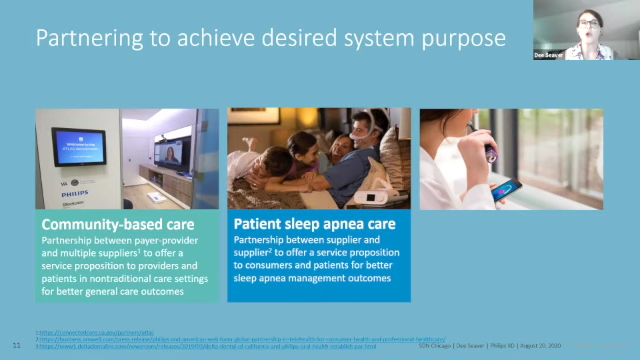 Partnering to achieve desired system purpose
Dee Seaver
PHILIPS
Community-based care
Partnership between payer-provider
and multiple suppliers¹ to offer a
service proposition to providers and
patients in nontraditional care settings
for better general care outcomes
Patient sleep apnea care
Partnership between supplier and
supplier² to offer a service proposition
to consumers and patients for better
sleep apnea management outcomes
11
SDN-Chicago | Dee Seaver | Philips XD | August 10, 2020